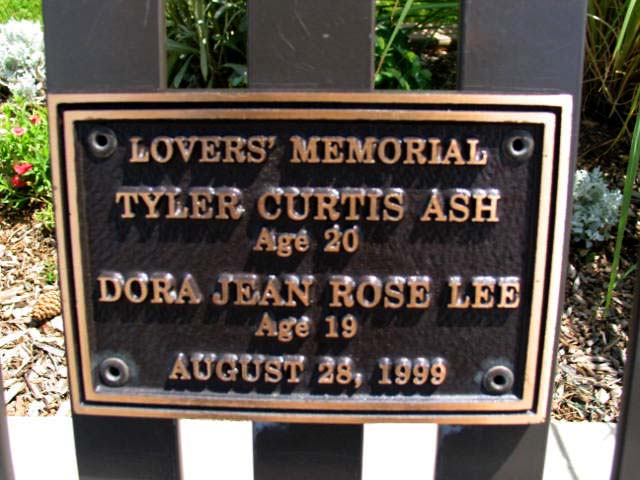 LOVERS' MEMORIAL
TYLER CURTIS ASH
Age 20
DORA JEAN ROSE LEE
Age 19
AUGUST 28, 1999